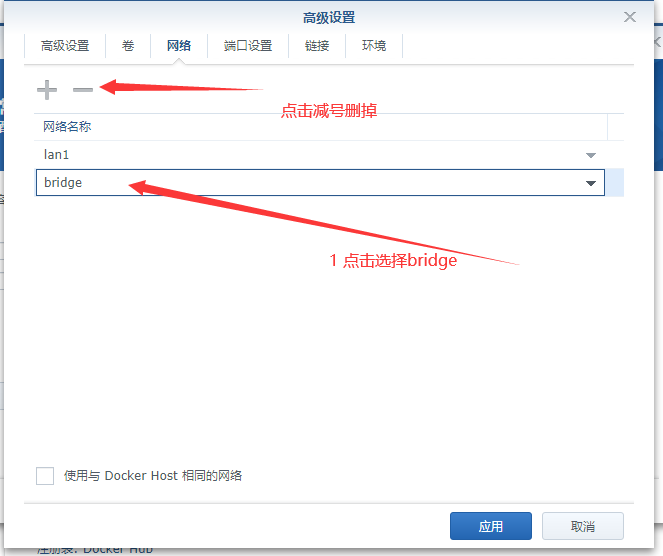 高级设置
高级设置 卷 网络 端口设置 链接 环境
点击减号删掉
网络名称
lan1
bridge
1 点击选择bridge
使用与 Docker Host 相同的网络
应用 取消
注册表: Docker Hub